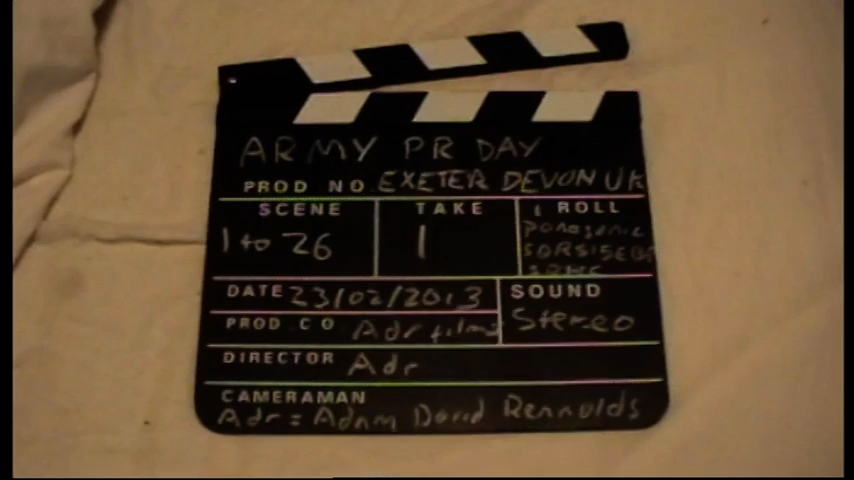 ARMY PR DAY
PROD NO EXETER DEVON UK
SCENE TAKE 1 ROLL
1 to 26 1 Panasonic
DATE 23/02/2013 SOUND
PROD CO Adr films Stereo
DIRECTOR Adr
CAMERAMAN
Adr = Adam David Rennolds